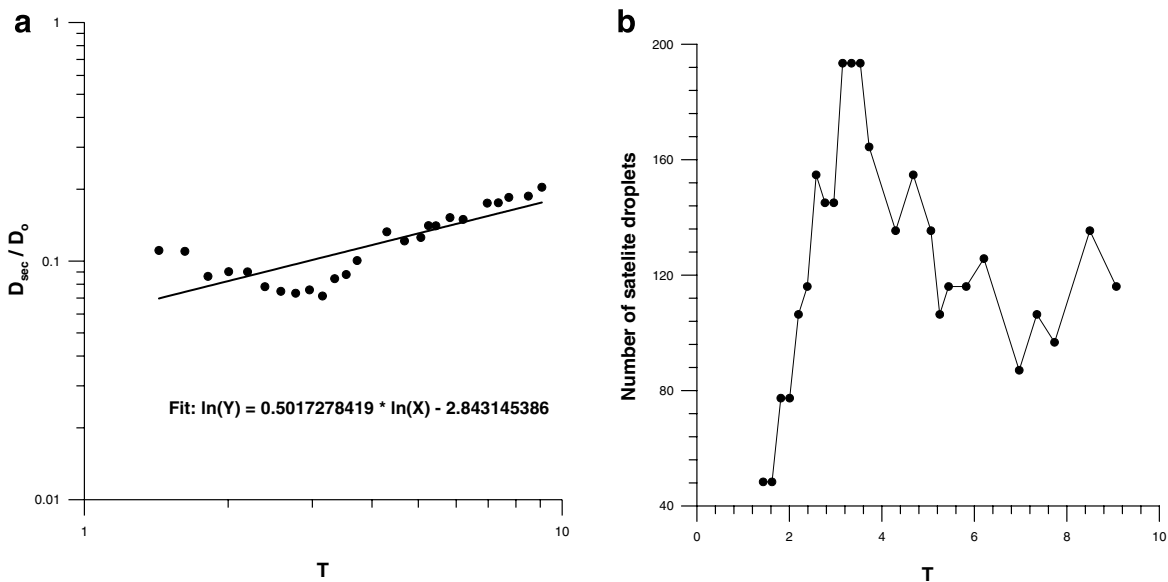 a
1
0.1
0.01
D_sec / D_o
Fit: ln(Y) = 0.5017278419 * ln(X) - 2.843145386
1
10
T
b
200
160
120
80
40
Number of satelite droplets
0
2
4
6
8
10
T